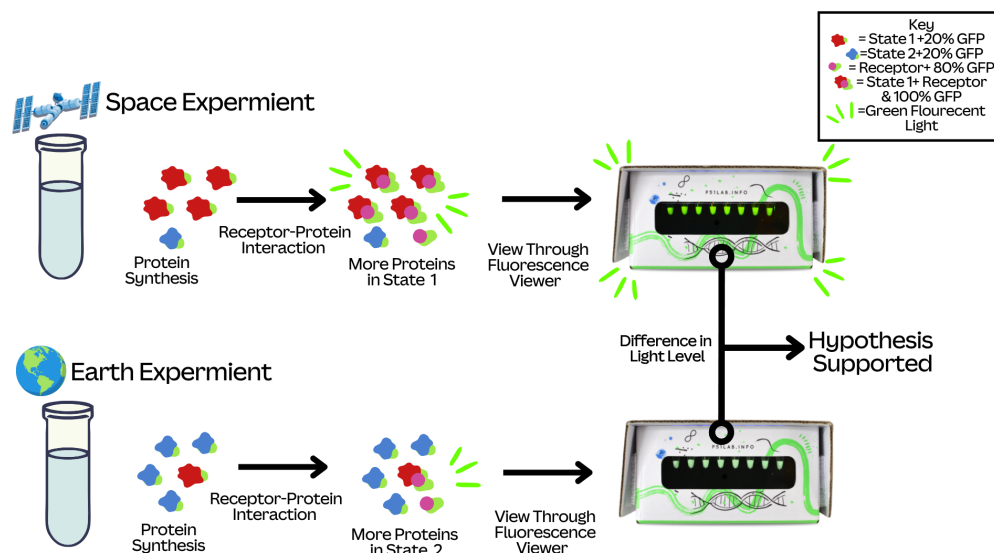 Key
= State 1 +20% GFP
=State 2+20% GFP
= Receptor+ 80% GFP
= State 1+ Receptor
& 100% GFP
=Green Flourecent
Light
Space Expermient
Protein
Synthesis
Receptor-Protein
Interaction
More Proteins
in State 1
View Through
Fluorescence
Viewer
P51LAB.INFO
Difference in
Light Level
Hypothesis
Supported
Earth Expermient
Protein
Synthesis
Receptor-Protein
Interaction
More Proteins
in State 2
View Through
Fluorescence
Viewer
P51LAB.INFO